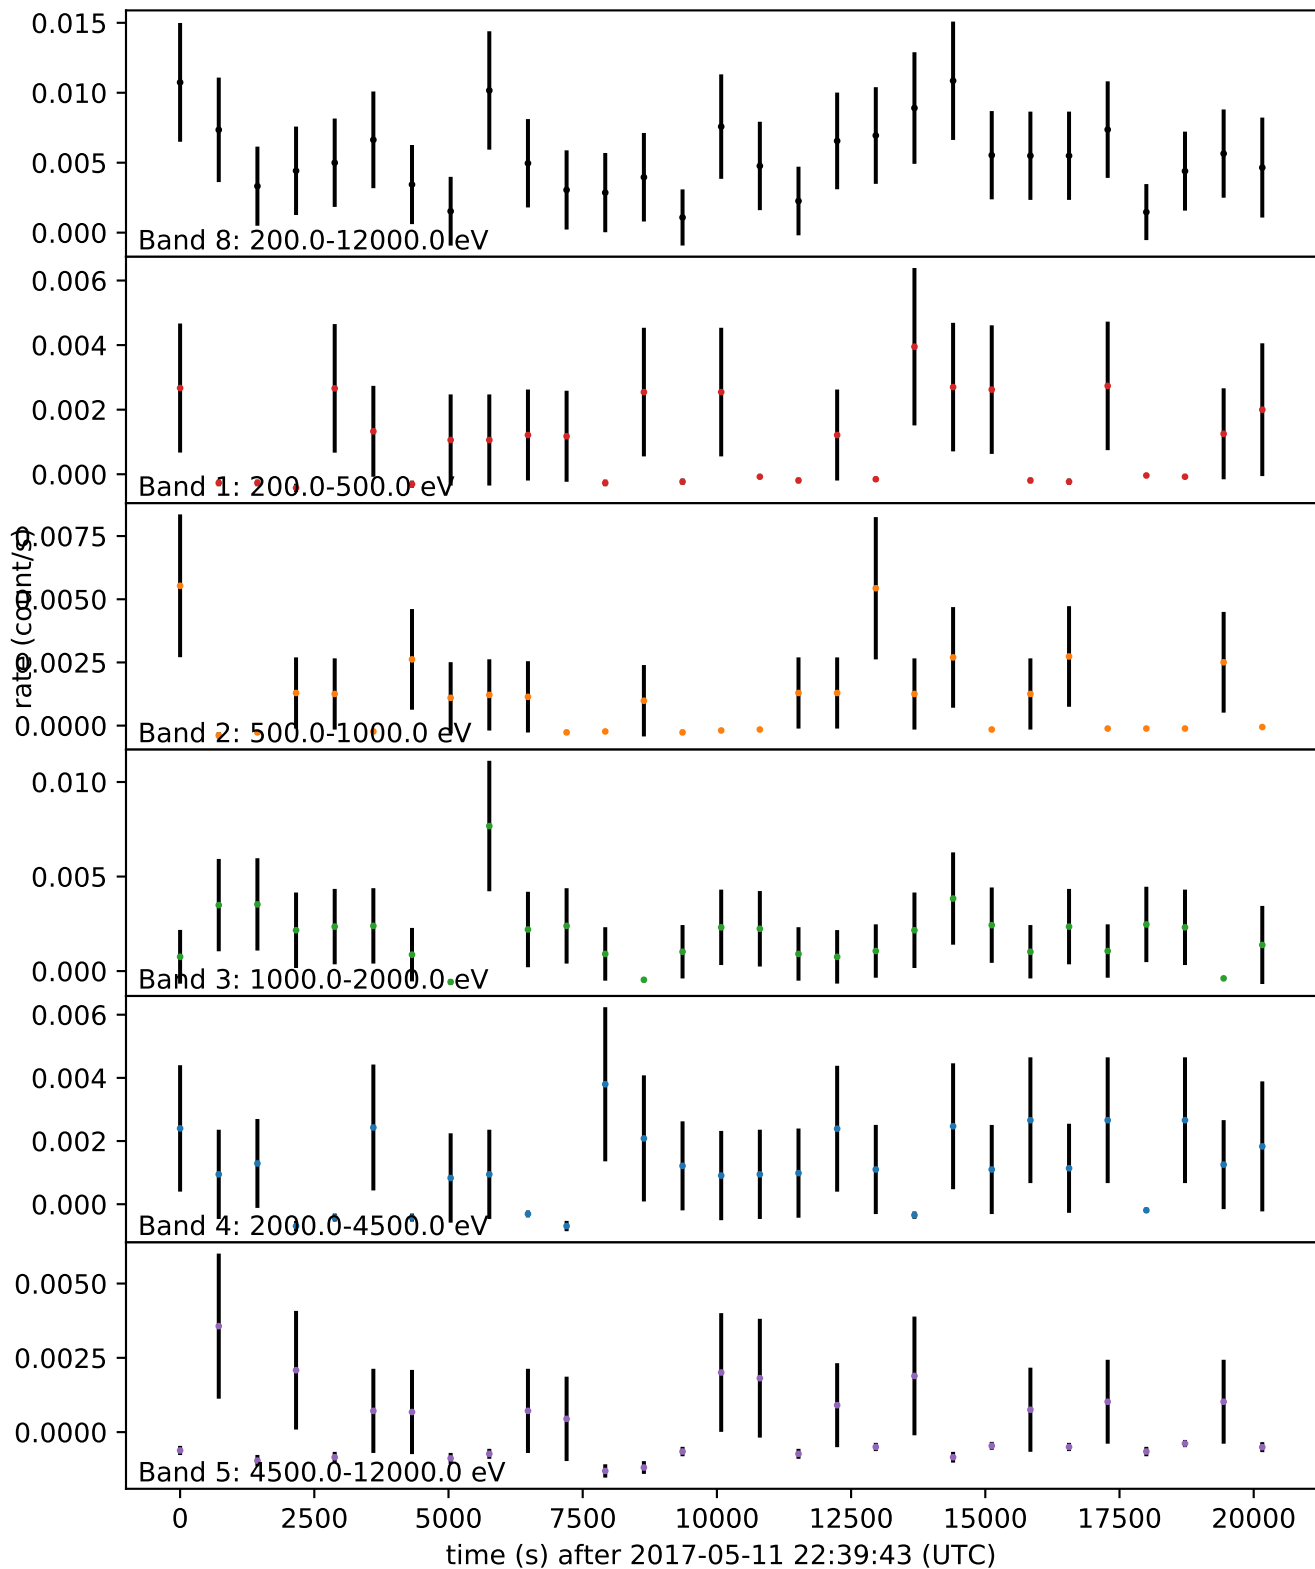 0.015
0.010
0.005
0.000
Band 8: 200.0-12000.0 eV
0.006
0.004
0.002
0.000
Band 1: 200.0-500.0 eV
rate (count/s)
0.0075
0.0050
0.0025
0.0000
Band 2: 500.0-1000.0 eV
0.010
0.005
0.000
Band 3: 1000.0-2000.0 eV
0.006
0.004
0.002
0.000
Band 4: 2000.0-4500.0 eV
0.0050
0.0025
0.0000
Band 5: 4500.0-12000.0 eV
0 2500 5000 7500 10000 12500 15000 17500 20000
time (s) after 2017-05-11 22:39:43 (UTC)